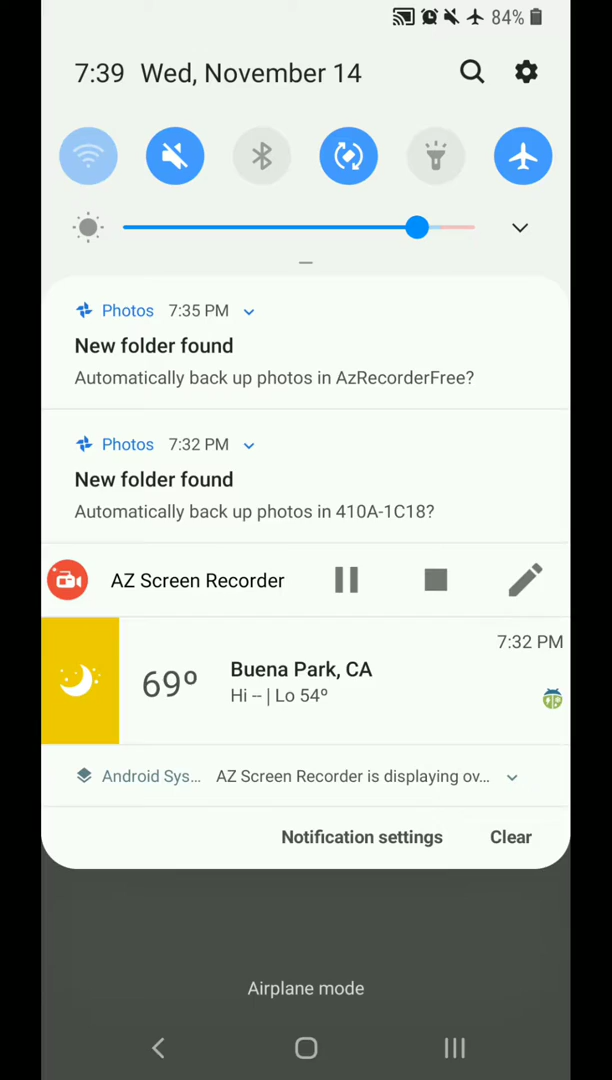 84%
7:39 Wed, November 14
Photos 7:35 PM
New folder found
Automatically back up photos in AzRecorderFree?
Photos 7:32 PM
New folder found
Automatically back up photos in 410A-1C18?
AZ Screen Recorder
7:32 PM
69º Buena Park, CA
Hi -- | Lo 54º
Android Sys... AZ Screen Recorder is displaying ov...
Notification settings Clear
Airplane mode